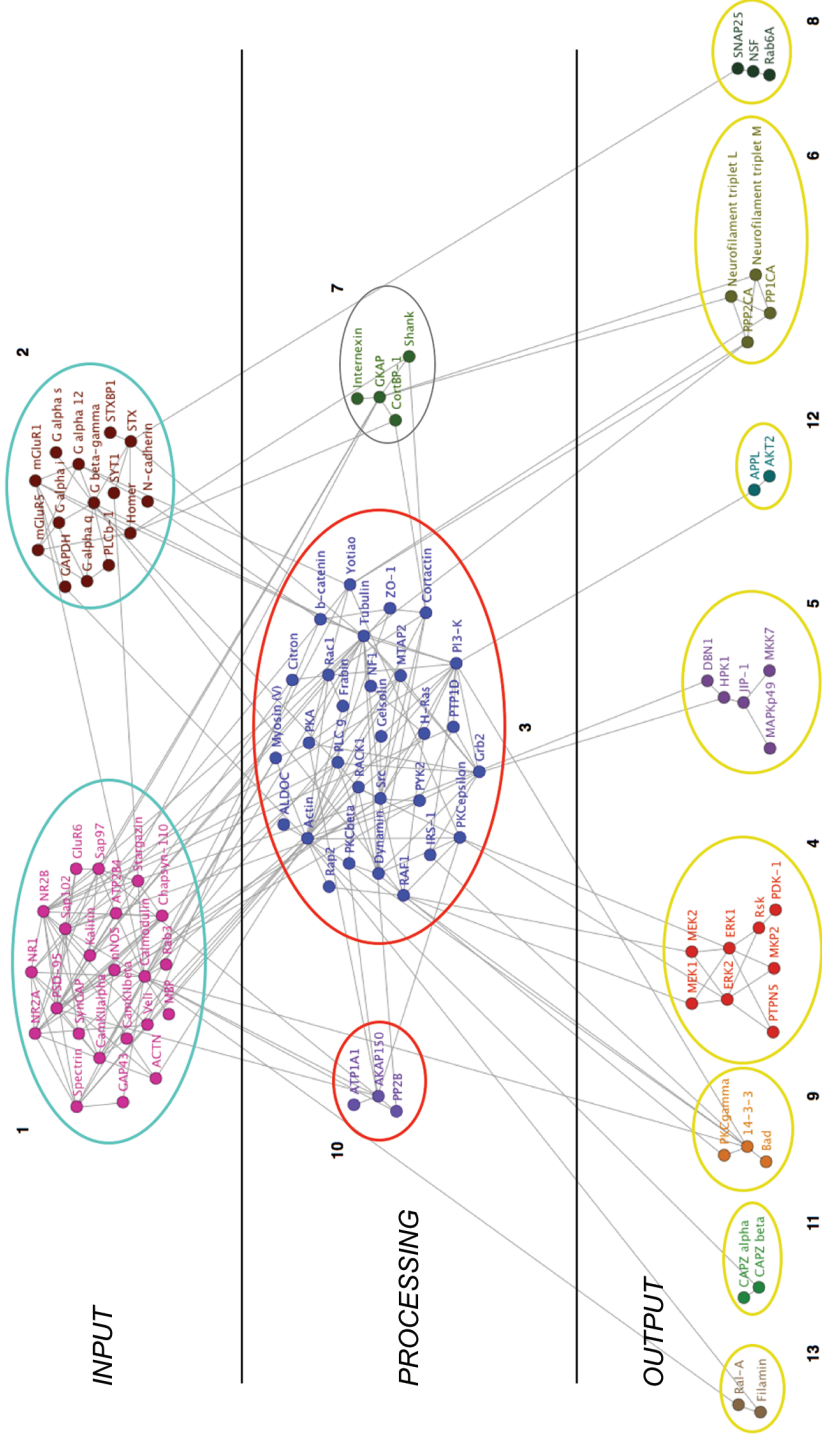 INPUT
1
NR2A
NR1
NR2B
PSD-95
Sap102
GluR6
Spectrin
SynGAP
Kalirin
Sap97
CamKIIalpha
nNOS
ATP2B4
GAP43
CamKIIbeta
Calmodulin
Stargazin
ACTN
Veli
Rab3
Chapsyn-110
MBP
2
mGluR5
mGluR1
GAPDH
G alpha i
G alpha s
G alpha q
G beta-gamma
G alpha 12
PLCb-1
SYT1
STXBP1
Homer
STX
N-cadherin
PROCESSING
10
ATP1A1
AKAP150
PP2B
3
Myosin (V)
ALDOC
Citron
Actin
PKA
Rac1
b-catenin
Rap2
PLC g
Frabin
Yotiao
PKCbeta
RACK1
NF1
Tubulin
Dynamin
Src
Gelsolin
MTAP2
ZO-1
RAF1
PYK2
H-Ras
Cortactin
IRS-1
PTP1D
PI3-K
PKCepsilon
Grb2
7
Internexin
GKAP
CortBP-1
Shank
OUTPUT
13
Ral-A
Filamin
11
CAPZ alpha
CAPZ beta
9
PKCgamma
14-3-3
Bad
4
MEK1
MEK2
ERK2
ERK1
Rsk
PTPN5
MKP2
PDK-1
5
DBN1
HPK1
JIP-1
MAPKp49
MKK7
12
APPL
AKT2
6
Neurofilament triplet L
PPP2CA
Neurofilament triplet M
PP1CA
8
SNAP25
NSF
Rab6A